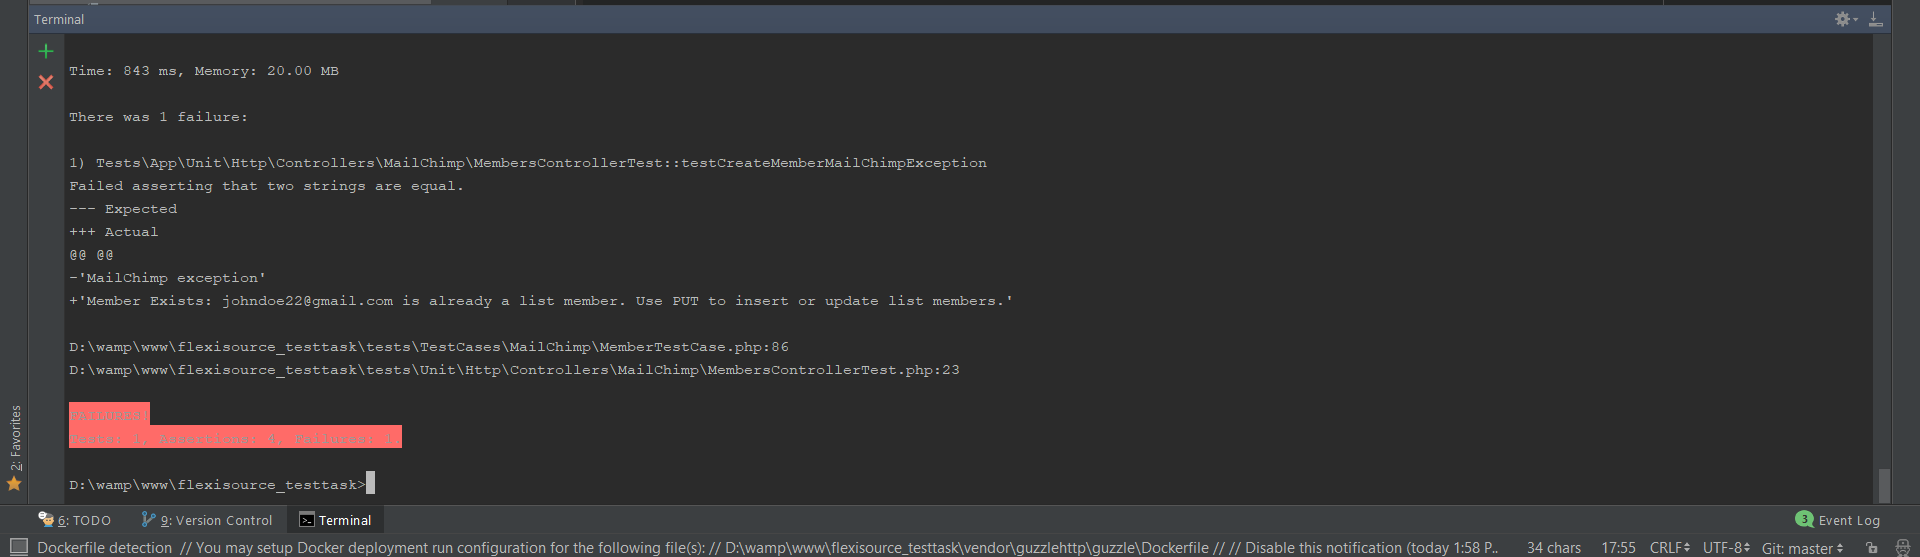 Terminal
Time: 843 ms, Memory: 20.00 MB
There was 1 failure:
1) Tests\App\Unit\Http\Controllers\MailChimp\MembersControllerTest::testCreateMemberMailChimpException
Failed asserting that two strings are equal.
--- Expected
+++ Actual
@@ @@
-'MailChimp exception'
+'Member Exists: johndoe22@gmail.com is already a list member. Use PUT to insert or update list members.'
D:\wamp\www\flexisource_testtask\tests\TestCases\MailChimp\MemberTestCase.php:86
D:\wamp\www\flexisource_testtask\tests\Unit\Http\Controllers\MailChimp\MembersControllerTest.php:23
FAILURES!
Tests: 1, Assertions: 4, Failures: 1.
D:\wamp\www\flexisource_testtask>
2: Favorites
6: TODO 9: Version Control Terminal 3 Event Log
Dockerfile detection // You may setup Docker deployment run configuration for the following file(s): // D:\wamp\www\flexisource_testtask\vendor\guzzlehttp\guzzle\Dockerfile // // Disable this notification (today 1:58 P.. 34 chars 17:55 CRLF UTF-8 Git: master